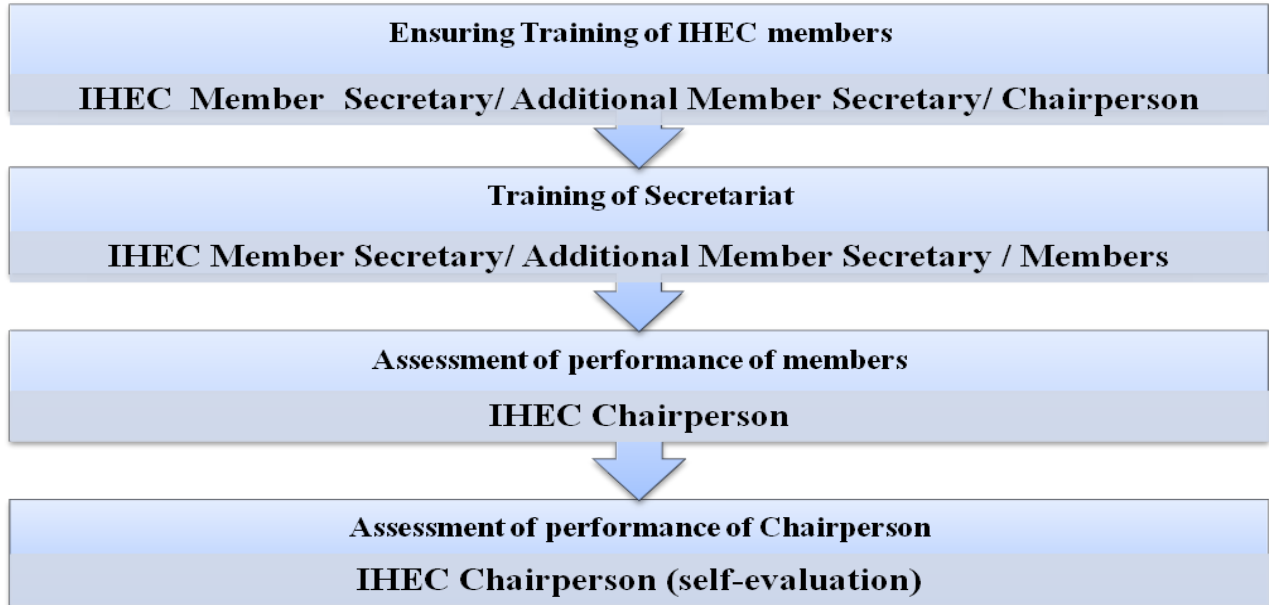 Ensuring Training of IHEC members
IHEC Member Secretary/ Additional Member Secretary/ Chairperson
Training of Secretariat
IHEC Member Secretary/ Additional Member Secretary / Members
Assessment of performance of members
IHEC Chairperson
Assessment of performance of Chairperson
IHEC Chairperson (self-evaluation)